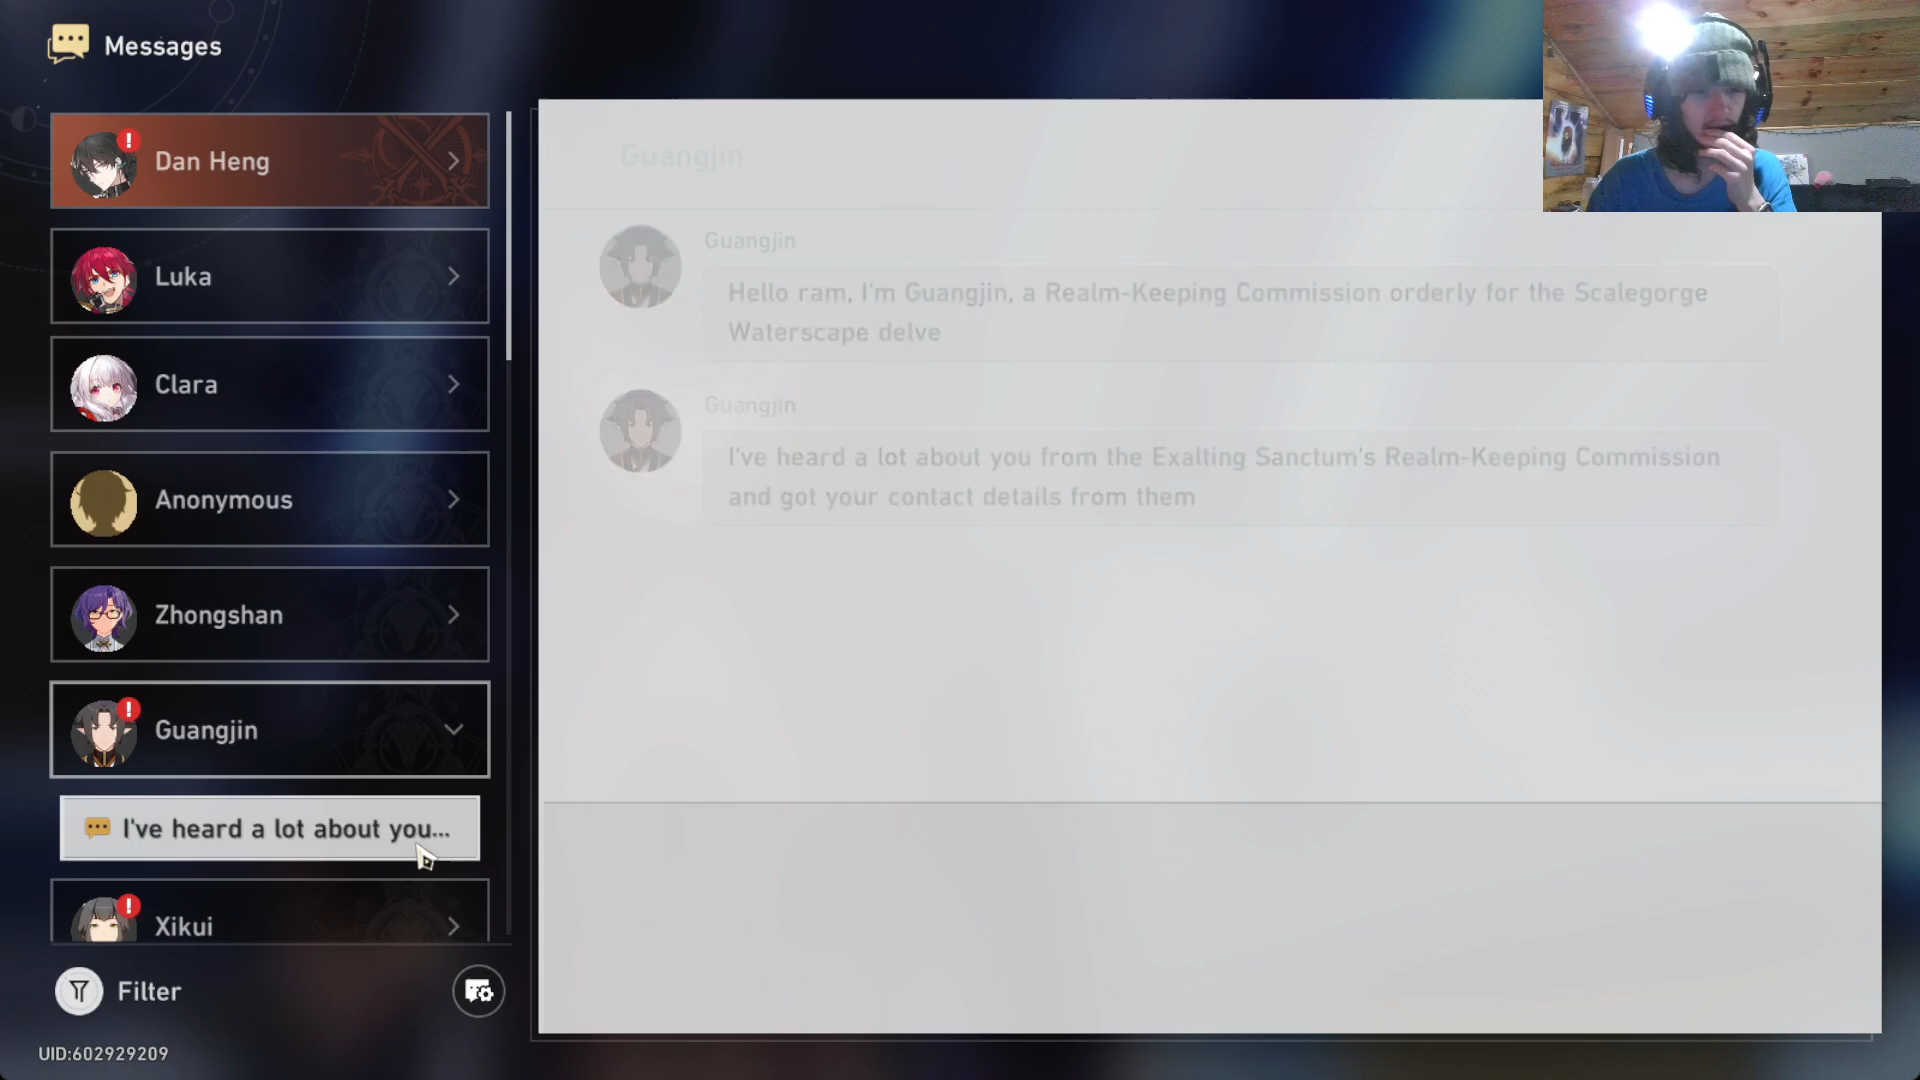 Messages
Dan Heng
Luka
Clara
Anonymous
Zhongshan
Guangjin
I've heard a lot about you...
Xikui
Filter
UID:602929209
Guangjin
Guangjin
Hello ram, I'm Guangjin, a Realm-Keeping Commission orderly for the Scalegorge
Waterscape delve
Guangjin
I've heard a lot about you from the Exalting Sanctum's Realm-Keeping Commission
and got your contact details from them